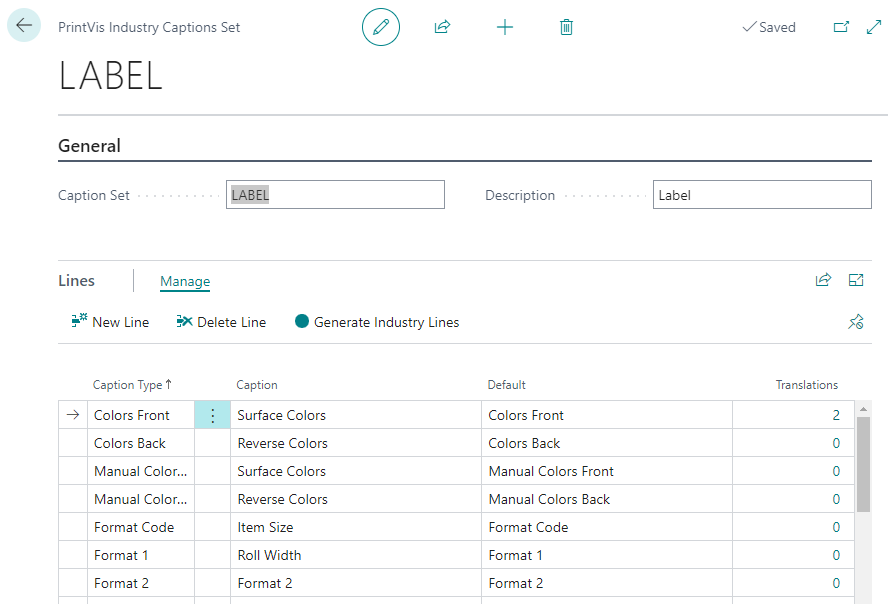 PrintVis Industry Captions Set
Saved
LABEL
General
Caption Set LABEL Description Label
Lines Manage
New Line Delete Line Generate Industry Lines
Caption Type ↑ Caption Default Translations
Colors Front Surface Colors Colors Front 2
Colors Back Reverse Colors Colors Back 0
Manual Color... Surface Colors Manual Colors Front 0
Manual Color... Reverse Colors Manual Colors Back 0
Format Code Item Size Format Code 0
Format 1 Roll Width Format 1 0
Format 2 Format 2 Format 2 0